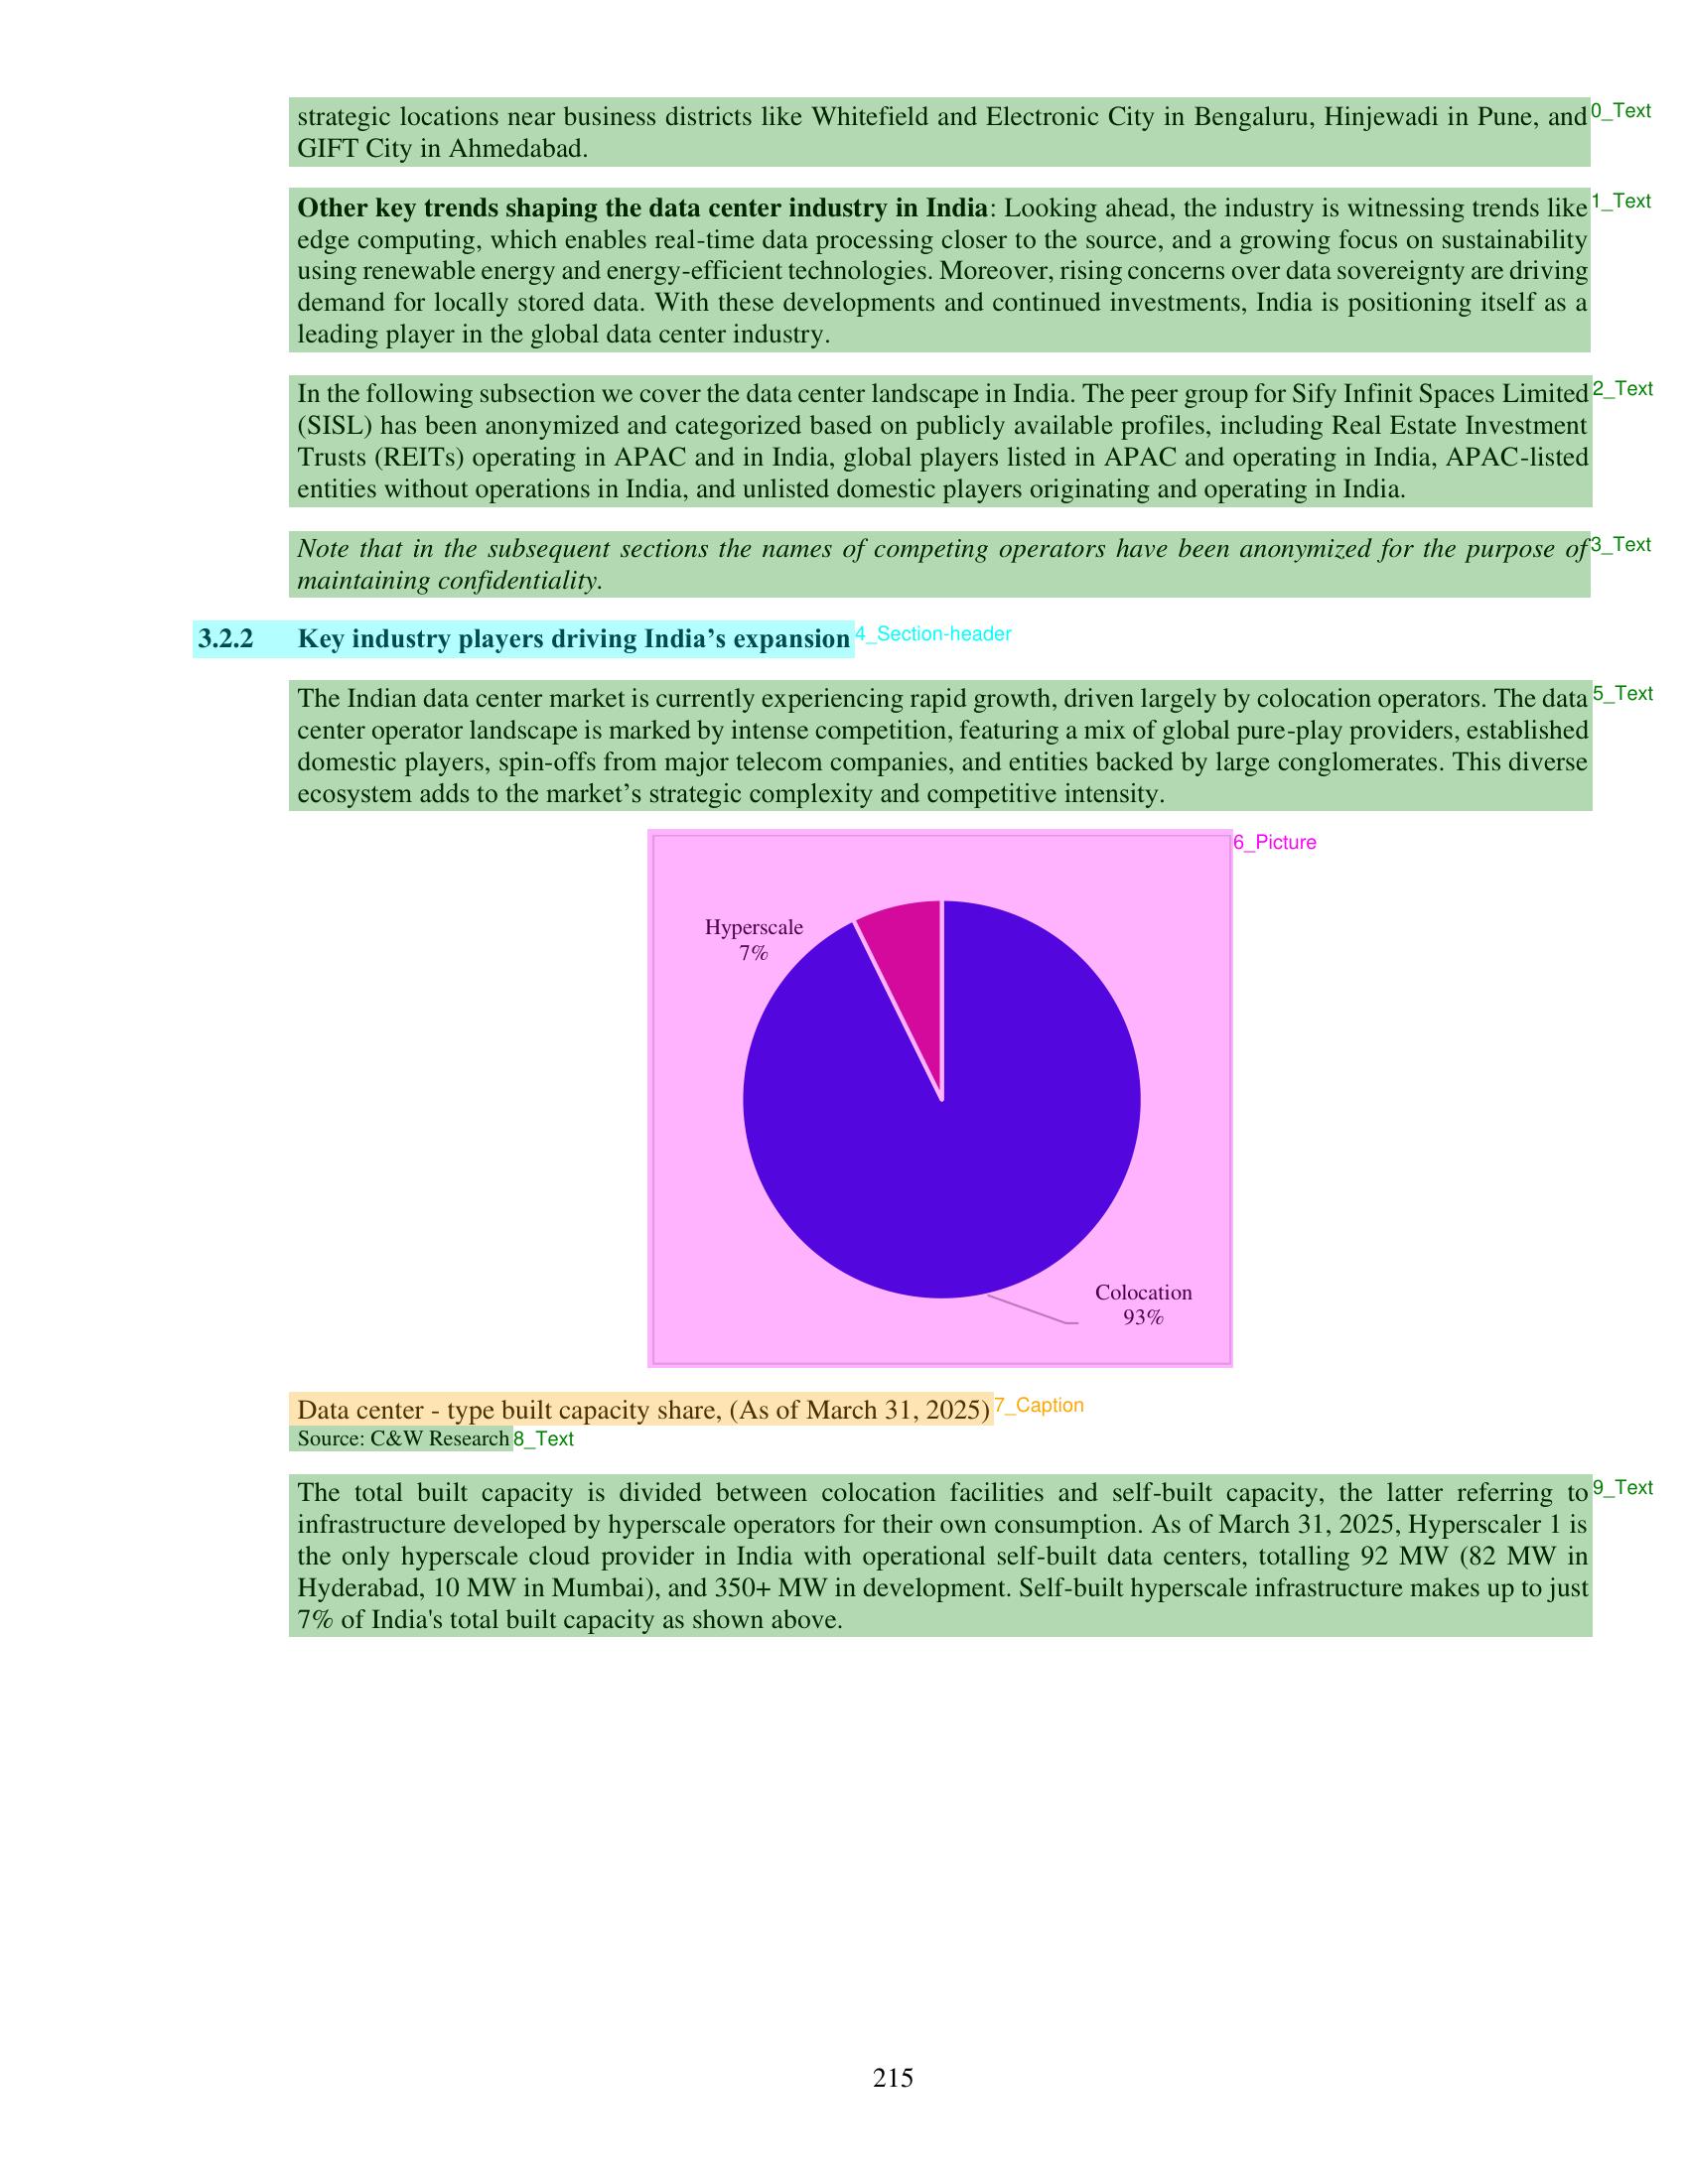 strategic locations near business districts like Whitefield and Electronic City in Bengaluru, Hinjewadi in Pune, and 0_Text
GIFT City in Ahmedabad.
Other key trends shaping the data center industry in India: Looking ahead, the industry is witnessing trends like 1_Text
edge computing, which enables real-time data processing closer to the source, and a growing focus on sustainability
using renewable energy and energy-efficient technologies. Moreover, rising concerns over data sovereignty are driving
demand for locally stored data. With these developments and continued investments, India is positioning itself as a
leading player in the global data center industry.
In the following subsection we cover the data center landscape in India. The peer group for Sify Infinit Spaces Limited 2_Text
(SISL) has been anonymized and categorized based on publicly available profiles, including Real Estate Investment
Trusts (REITs) operating in APAC and in India, global players listed in APAC and operating in India, APAC-listed
entities without operations in India, and unlisted domestic players originating and operating in India.
Note that in the subsequent sections the names of competing operators have been anonymized for the purpose of 3_Text
maintaining confidentiality.
3.2.2 Key industry players driving India’s expansion 4_Section-header
The Indian data center market is currently experiencing rapid growth, driven largely by colocation operators. The data 5_Text
center operator landscape is marked by intense competition, featuring a mix of global pure-play providers, established
domestic players, spin-offs from major telecom companies, and entities backed by large conglomerates. This diverse
ecosystem adds to the market’s strategic complexity and competitive intensity.
6_Picture
Hyperscale
7%
Colocation
93%
Data center - type built capacity share, (As of March 31, 2025) 7_Caption
Source: C&W Research 8_Text
The total built capacity is divided between colocation facilities and self-built capacity, the latter referring to 9_Text
infrastructure developed by hyperscale operators for their own consumption. As of March 31, 2025, Hyperscaler 1 is
the only hyperscale cloud provider in India with operational self-built data centers, totalling 92 MW (82 MW in
Hyderabad, 10 MW in Mumbai), and 350+ MW in development. Self-built hyperscale infrastructure makes up to just
7% of India's total built capacity as shown above.
215